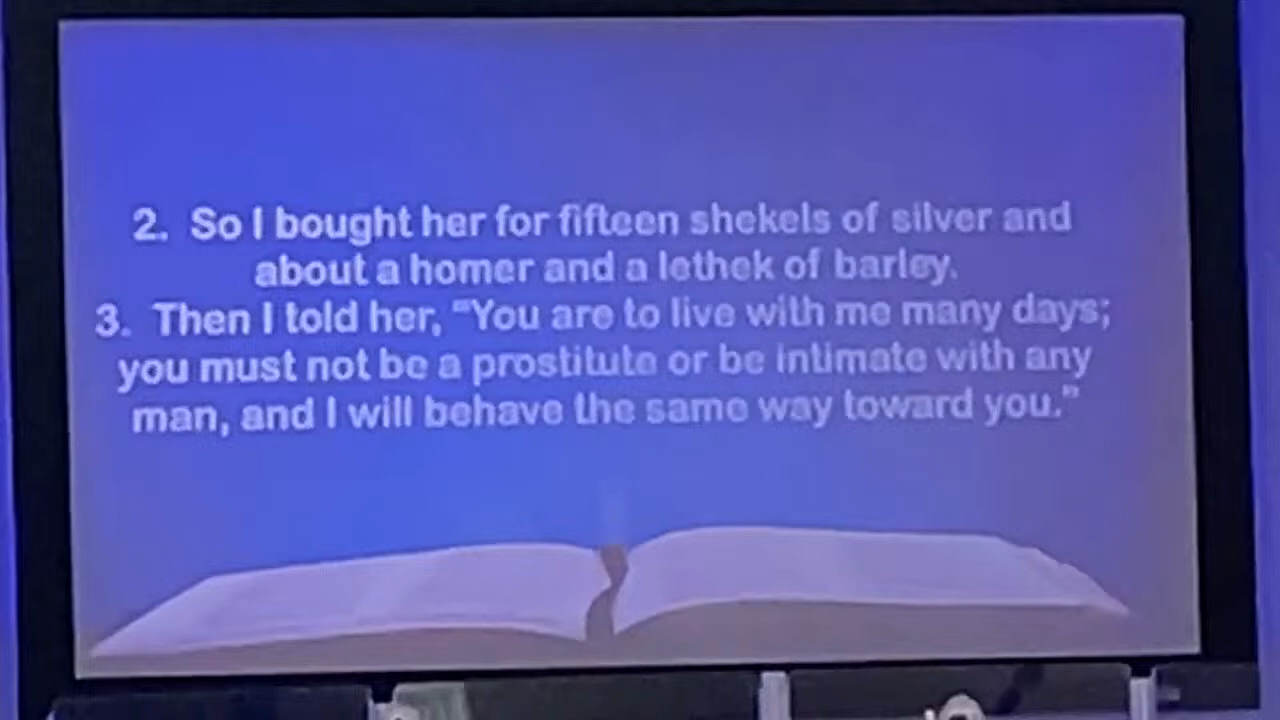 2. So I bought her for fifteen shekels of silver and
about a homer and a lethek of barley.
3. Then I told her, "You are to live with me many days;
you must not be a prostitute or be intimate with any
man, and I will behave the same way toward you."